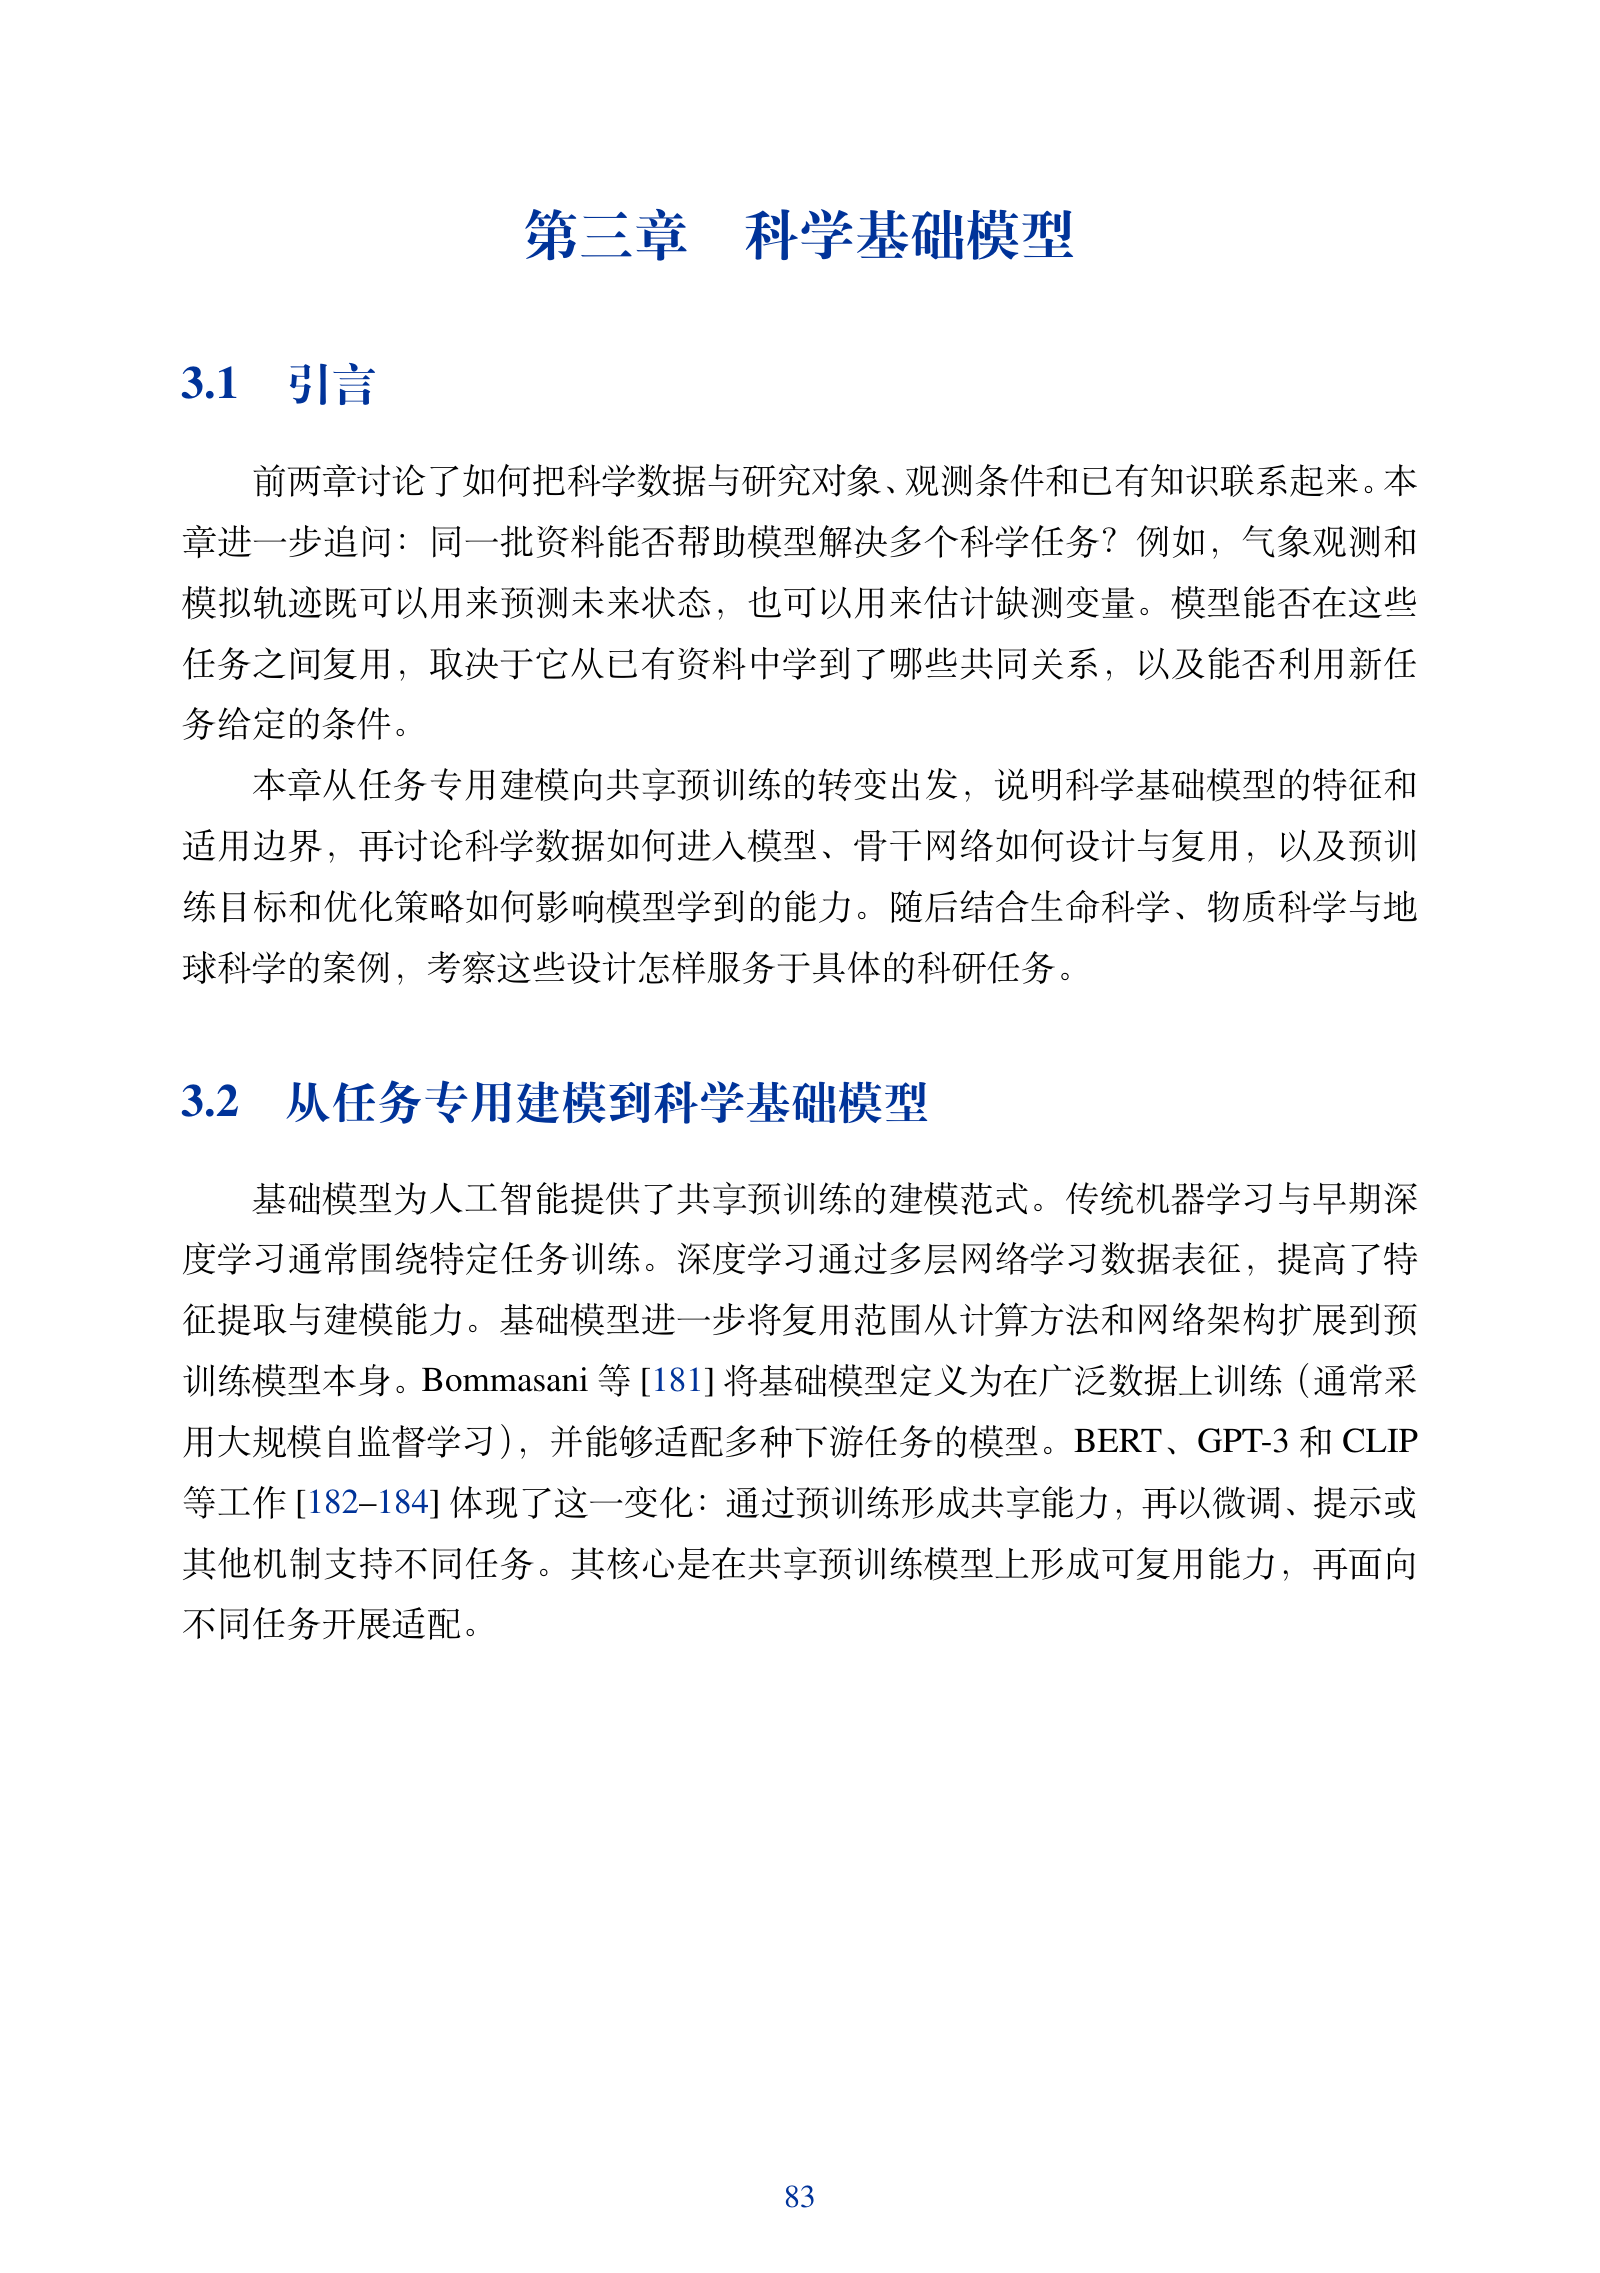 第三章　科学基础模型
3.1　引言
前两章讨论了如何把科学数据与研究对象、观测条件和已有知识联系起来。本
章进一步追问：同一批资料能否帮助模型解决多个科学任务？例如，气象观测和
模拟轨迹既可以用来预测未来状态，也可以用来估计缺测变量。模型能否在这些
任务之间复用，取决于它从已有资料中学到了哪些共同关系，以及能否利用新任
务给定的条件。
本章从任务专用建模向共享预训练的转变出发，说明科学基础模型的特征和
适用边界，再讨论科学数据如何进入模型、骨干网络如何设计与复用，以及预训
练目标和优化策略如何影响模型学到的能力。随后结合生命科学、物质科学与地
球科学的案例，考察这些设计怎样服务于具体的科研任务。
3.2　从任务专用建模到科学基础模型
基础模型为人工智能提供了共享预训练的建模范式。传统机器学习与早期深
度学习通常围绕特定任务训练。深度学习通过多层网络学习数据表征，提高了特
征提取与建模能力。基础模型进一步将复用范围从计算方法和网络架构扩展到预
训练模型本身。Bommasani 等 [181] 将基础模型定义为在广泛数据上训练（通常采
用大规模自监督学习），并能够适配多种下游任务的模型。BERT、GPT-3 和 CLIP
等工作 [182–184] 体现了这一变化：通过预训练形成共享能力，再以微调、提示或
其他机制支持不同任务。其核心是在共享预训练模型上形成可复用能力，再面向
不同任务开展适配。
83